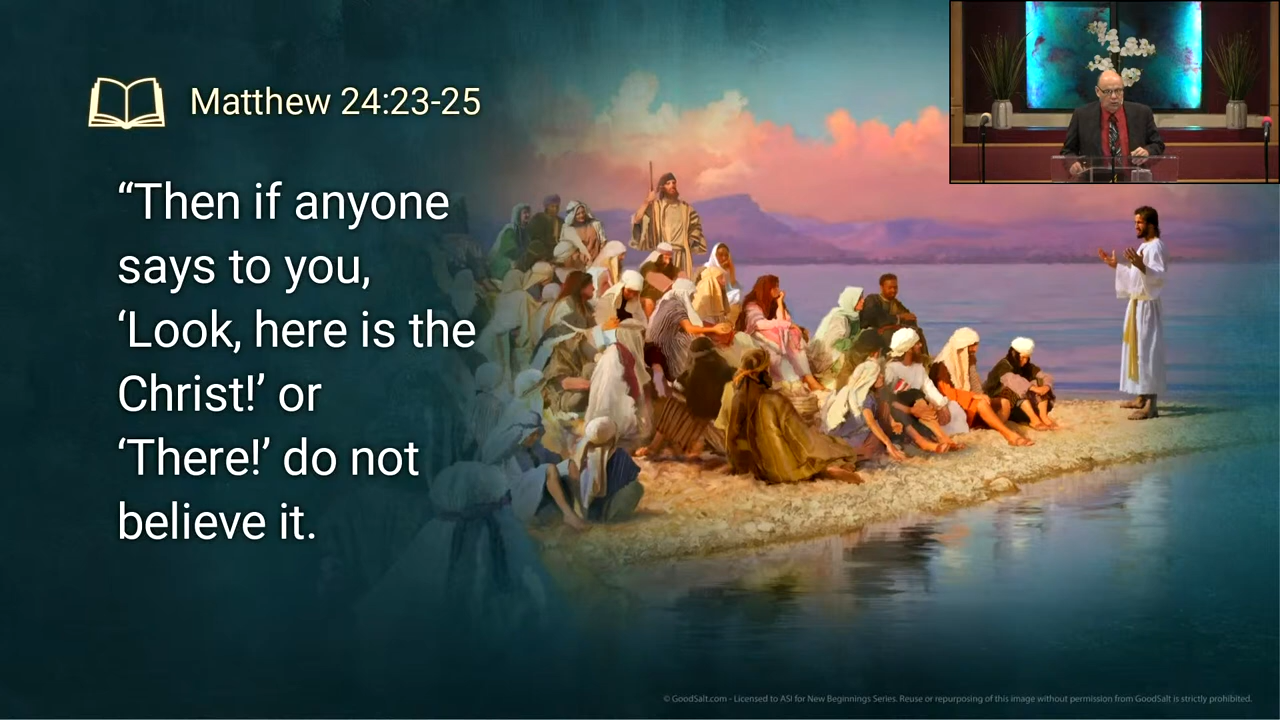 Matthew 24:23-25
“Then if anyone
says to you,
‘Look, here is the
Christ!’ or
‘There!’ do not
believe it.
© GoodSalt.com - Licensed to ASI for New Beginnings Series. Reuse or repurposing of this image without permission from GoodSalt is strictly prohibited.